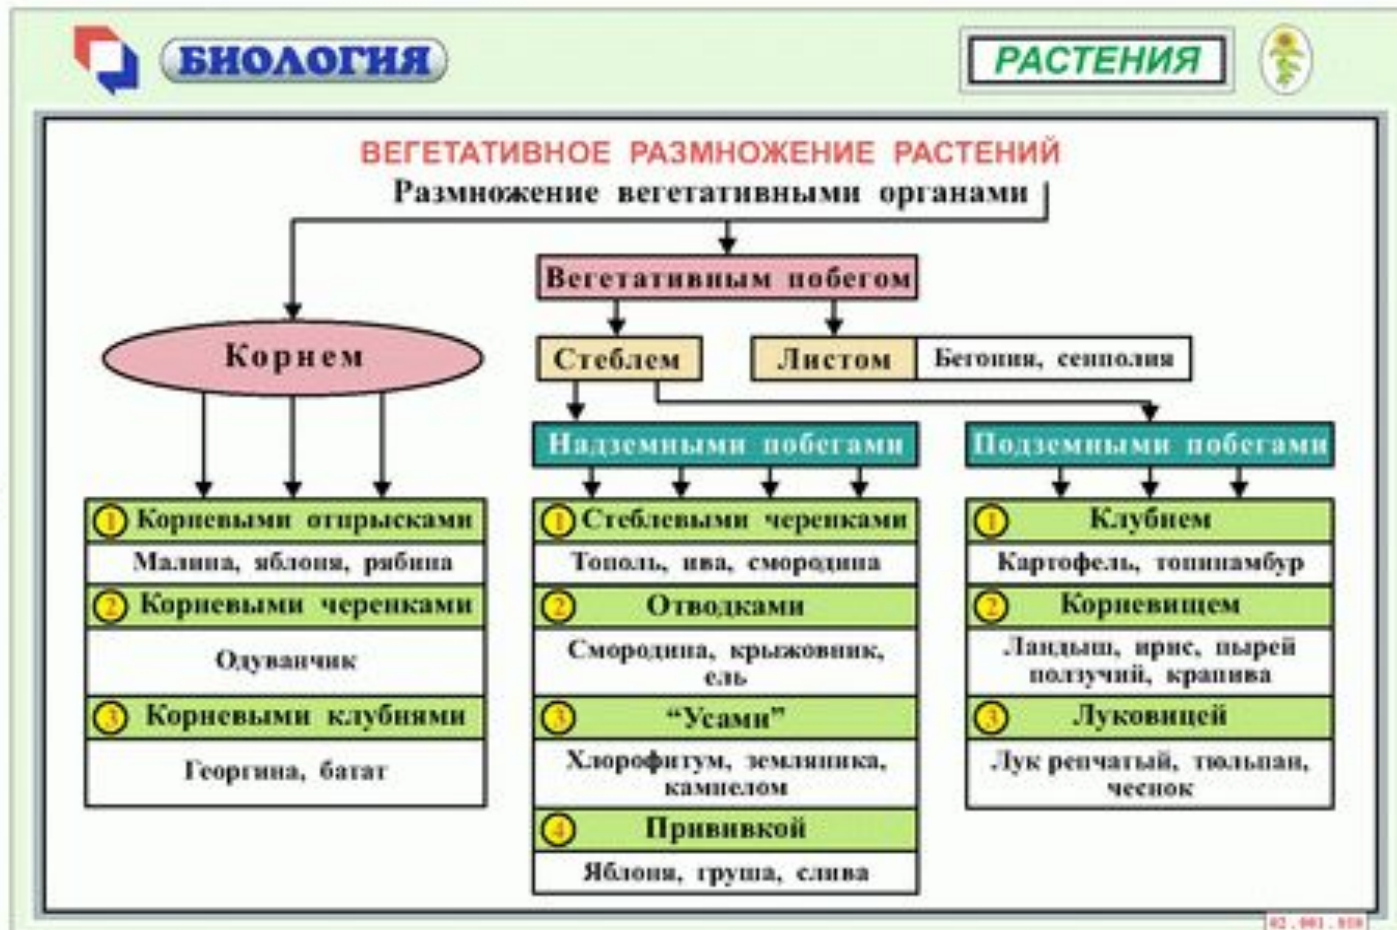 БИОЛОГИЯ
РАСТЕНИЯ
ВЕГЕТАТИВНОЕ РАЗМНОЖЕНИЕ РАСТЕНИЙ
Размножение вегетативными органами
Вегетативным побегом
Корнем
Стеблем
Листом
Бегония, сенполия
Надземными побегами
Подземными побегами
1 Корневыми отпрысками
Малина, яблоня, рябина
2 Корневыми черенками
Одуванчик
3 Корневыми клубнями
Георгина, батат
1 Стеблевыми черенками
Тополь, ива, смородина
2 Отводками
Смородина, крыжовник,
ель
3 “Усами”
Хлорофитум, земляника,
камнелом
4 Прививкой
Яблоня, груша, слива
1 Клубнем
Картофель, топинамбур
2 Корневищем
Ландыш, ирис, пырей
ползучий, крапива
3 Луковицей
Лук репчатый, тюльпан,
чеснок